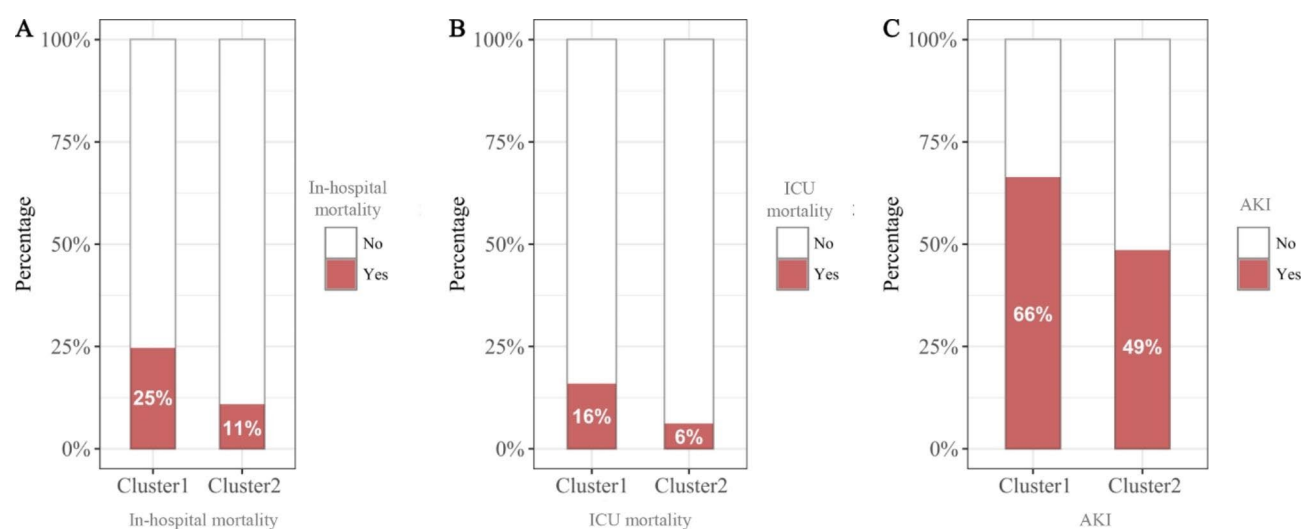 A
100%
75%
50%
25%
0%
Percentage
25%
11%
Cluster1 Cluster2
In-hospital mortality
In-hospital
mortality
No
Yes
B
100%
75%
50%
25%
0%
Percentage
16%
6%
Cluster1 Cluster2
ICU mortality
ICU
mortality
No
Yes
C
100%
75%
50%
25%
0%
Percentage
66%
49%
Cluster1 Cluster2
AKI
AKI
No
Yes